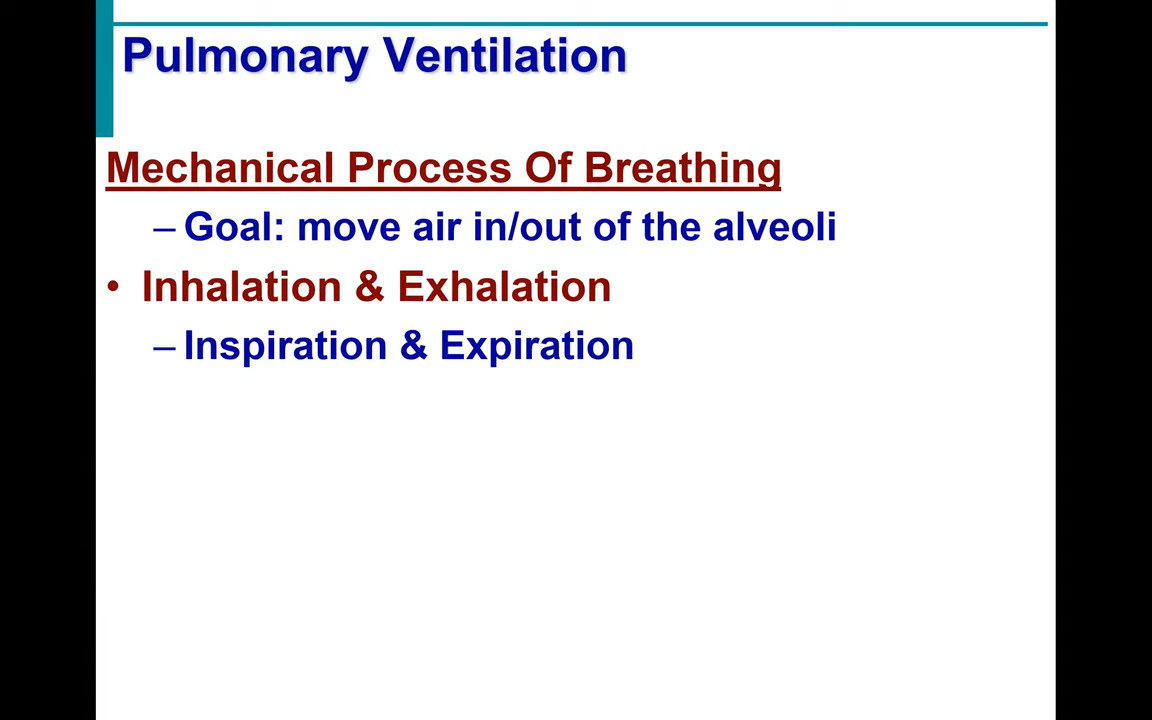 Pulmonary Ventilation
Mechanical Process Of Breathing
– Goal: move air in/out of the alveoli
• Inhalation & Exhalation
– Inspiration & Expiration